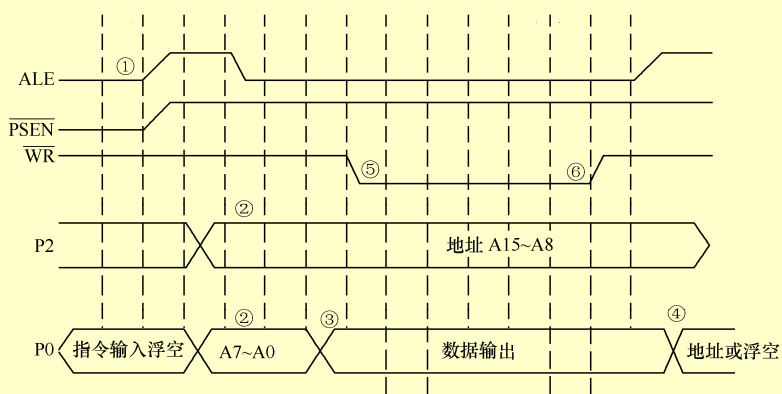 ①
ALE
PSEN
WR
⑤
⑥
②
P2
地址 A15~A8
②
③
④
P0
指令输入浮空
A7~A0
数据输出
地址或浮空